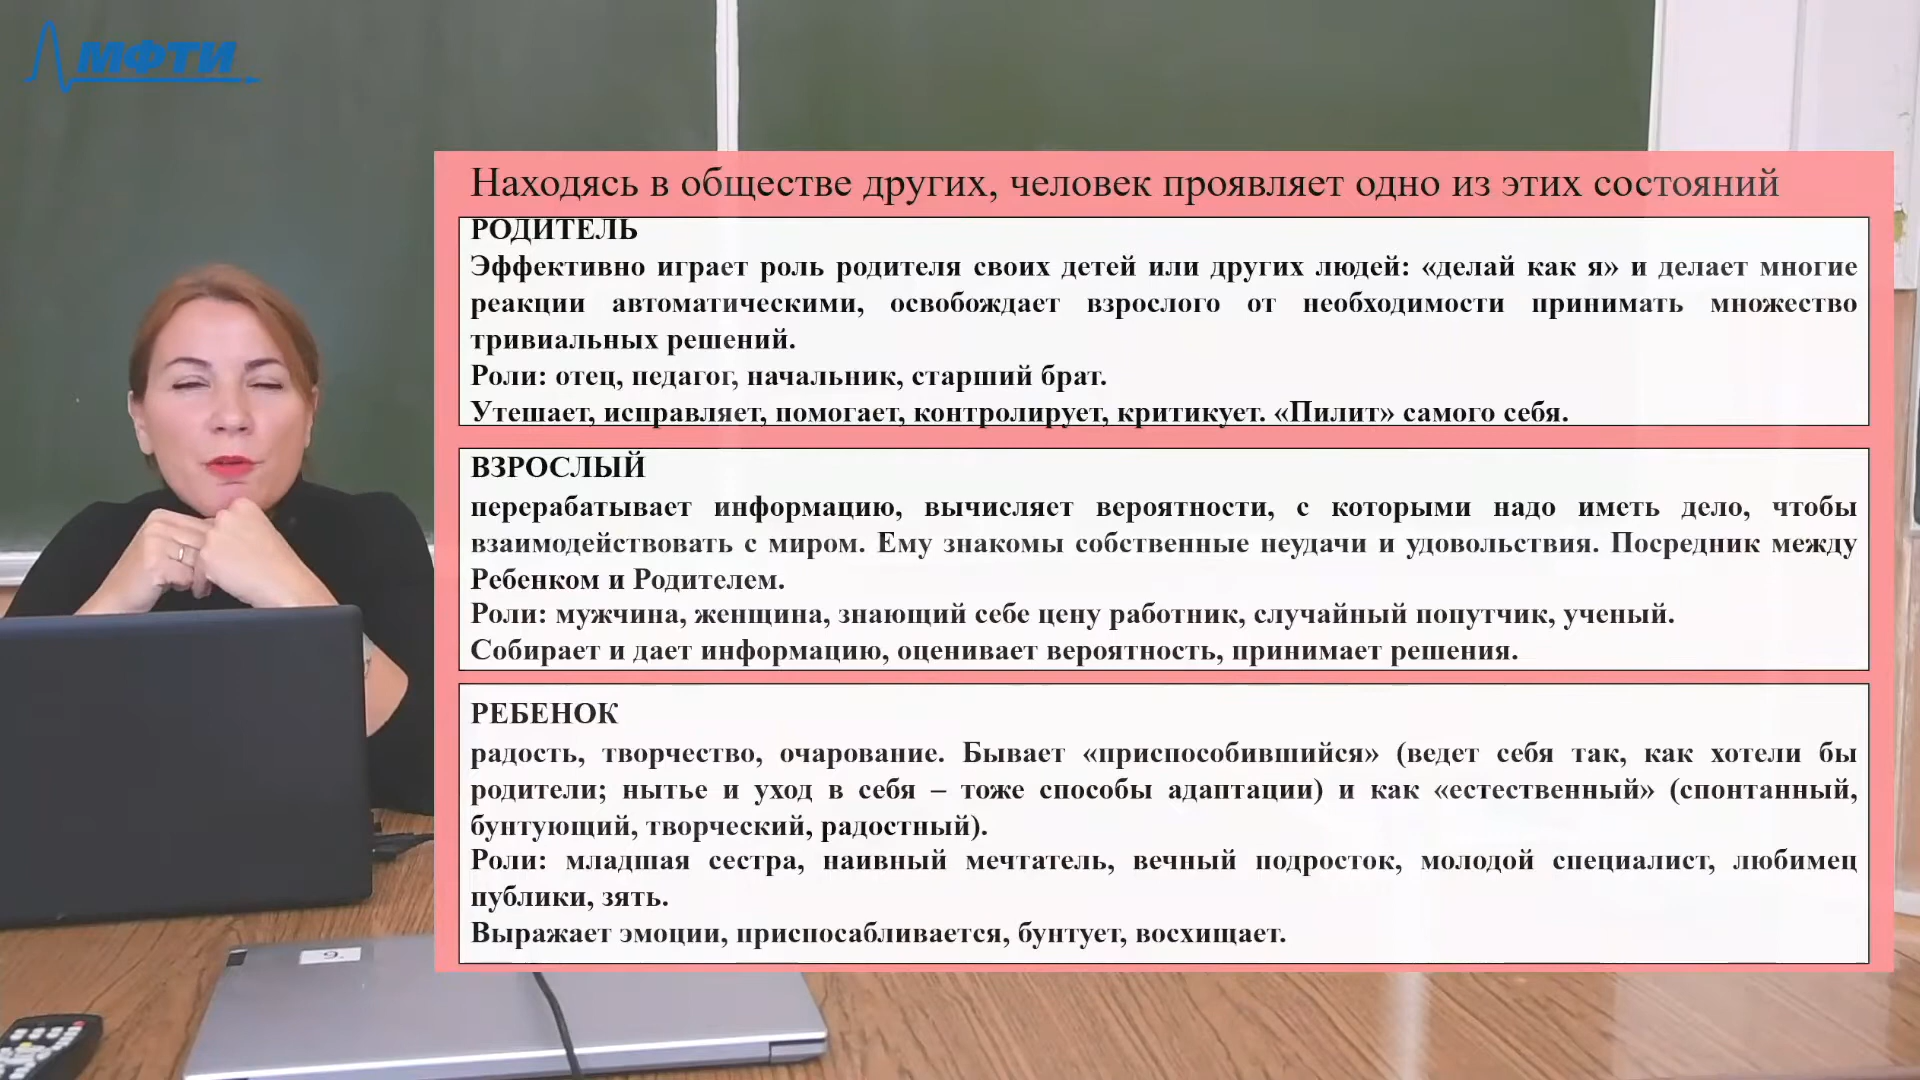 МФТИ
Находясь в обществе других, человек проявляет одно из этих состояний
РОДИТЕЛЬ
Эффективно играет роль родителя своих детей или других людей: «делай как я» и делает многие
реакции автоматическими, освобождает взрослого от необходимости принимать множество
тривиальных решений.
Роли: отец, педагог, начальник, старший брат.
Утешает, исправляет, помогает, контролирует, критикует. «Пилит» самого себя.
ВЗРОСЛЫЙ
перерабатывает информацию, вычисляет вероятности, с которыми надо иметь дело, чтобы
взаимодействовать с миром. Ему знакомы собственные неудачи и удовольствия. Посредник между
Ребенком и Родителем.
Роли: мужчина, женщина, знающий себе цену работник, случайный попутчик, ученый.
Собирает и дает информацию, оценивает вероятность, принимает решения.
РЕБЕНОК
радость, творчество, очарование. Бывает «приспособившийся» (ведет себя так, как хотели бы
родители; нытье и уход в себя – тоже способы адаптации) и как «естественный» (спонтанный,
бунтующий, творческий, радостный).
Роли: младшая сестра, наивный мечтатель, вечный подросток, молодой специалист, любимец
публики, зять.
Выражает эмоции, приспосабливается, бунтует, восхищает.
9.